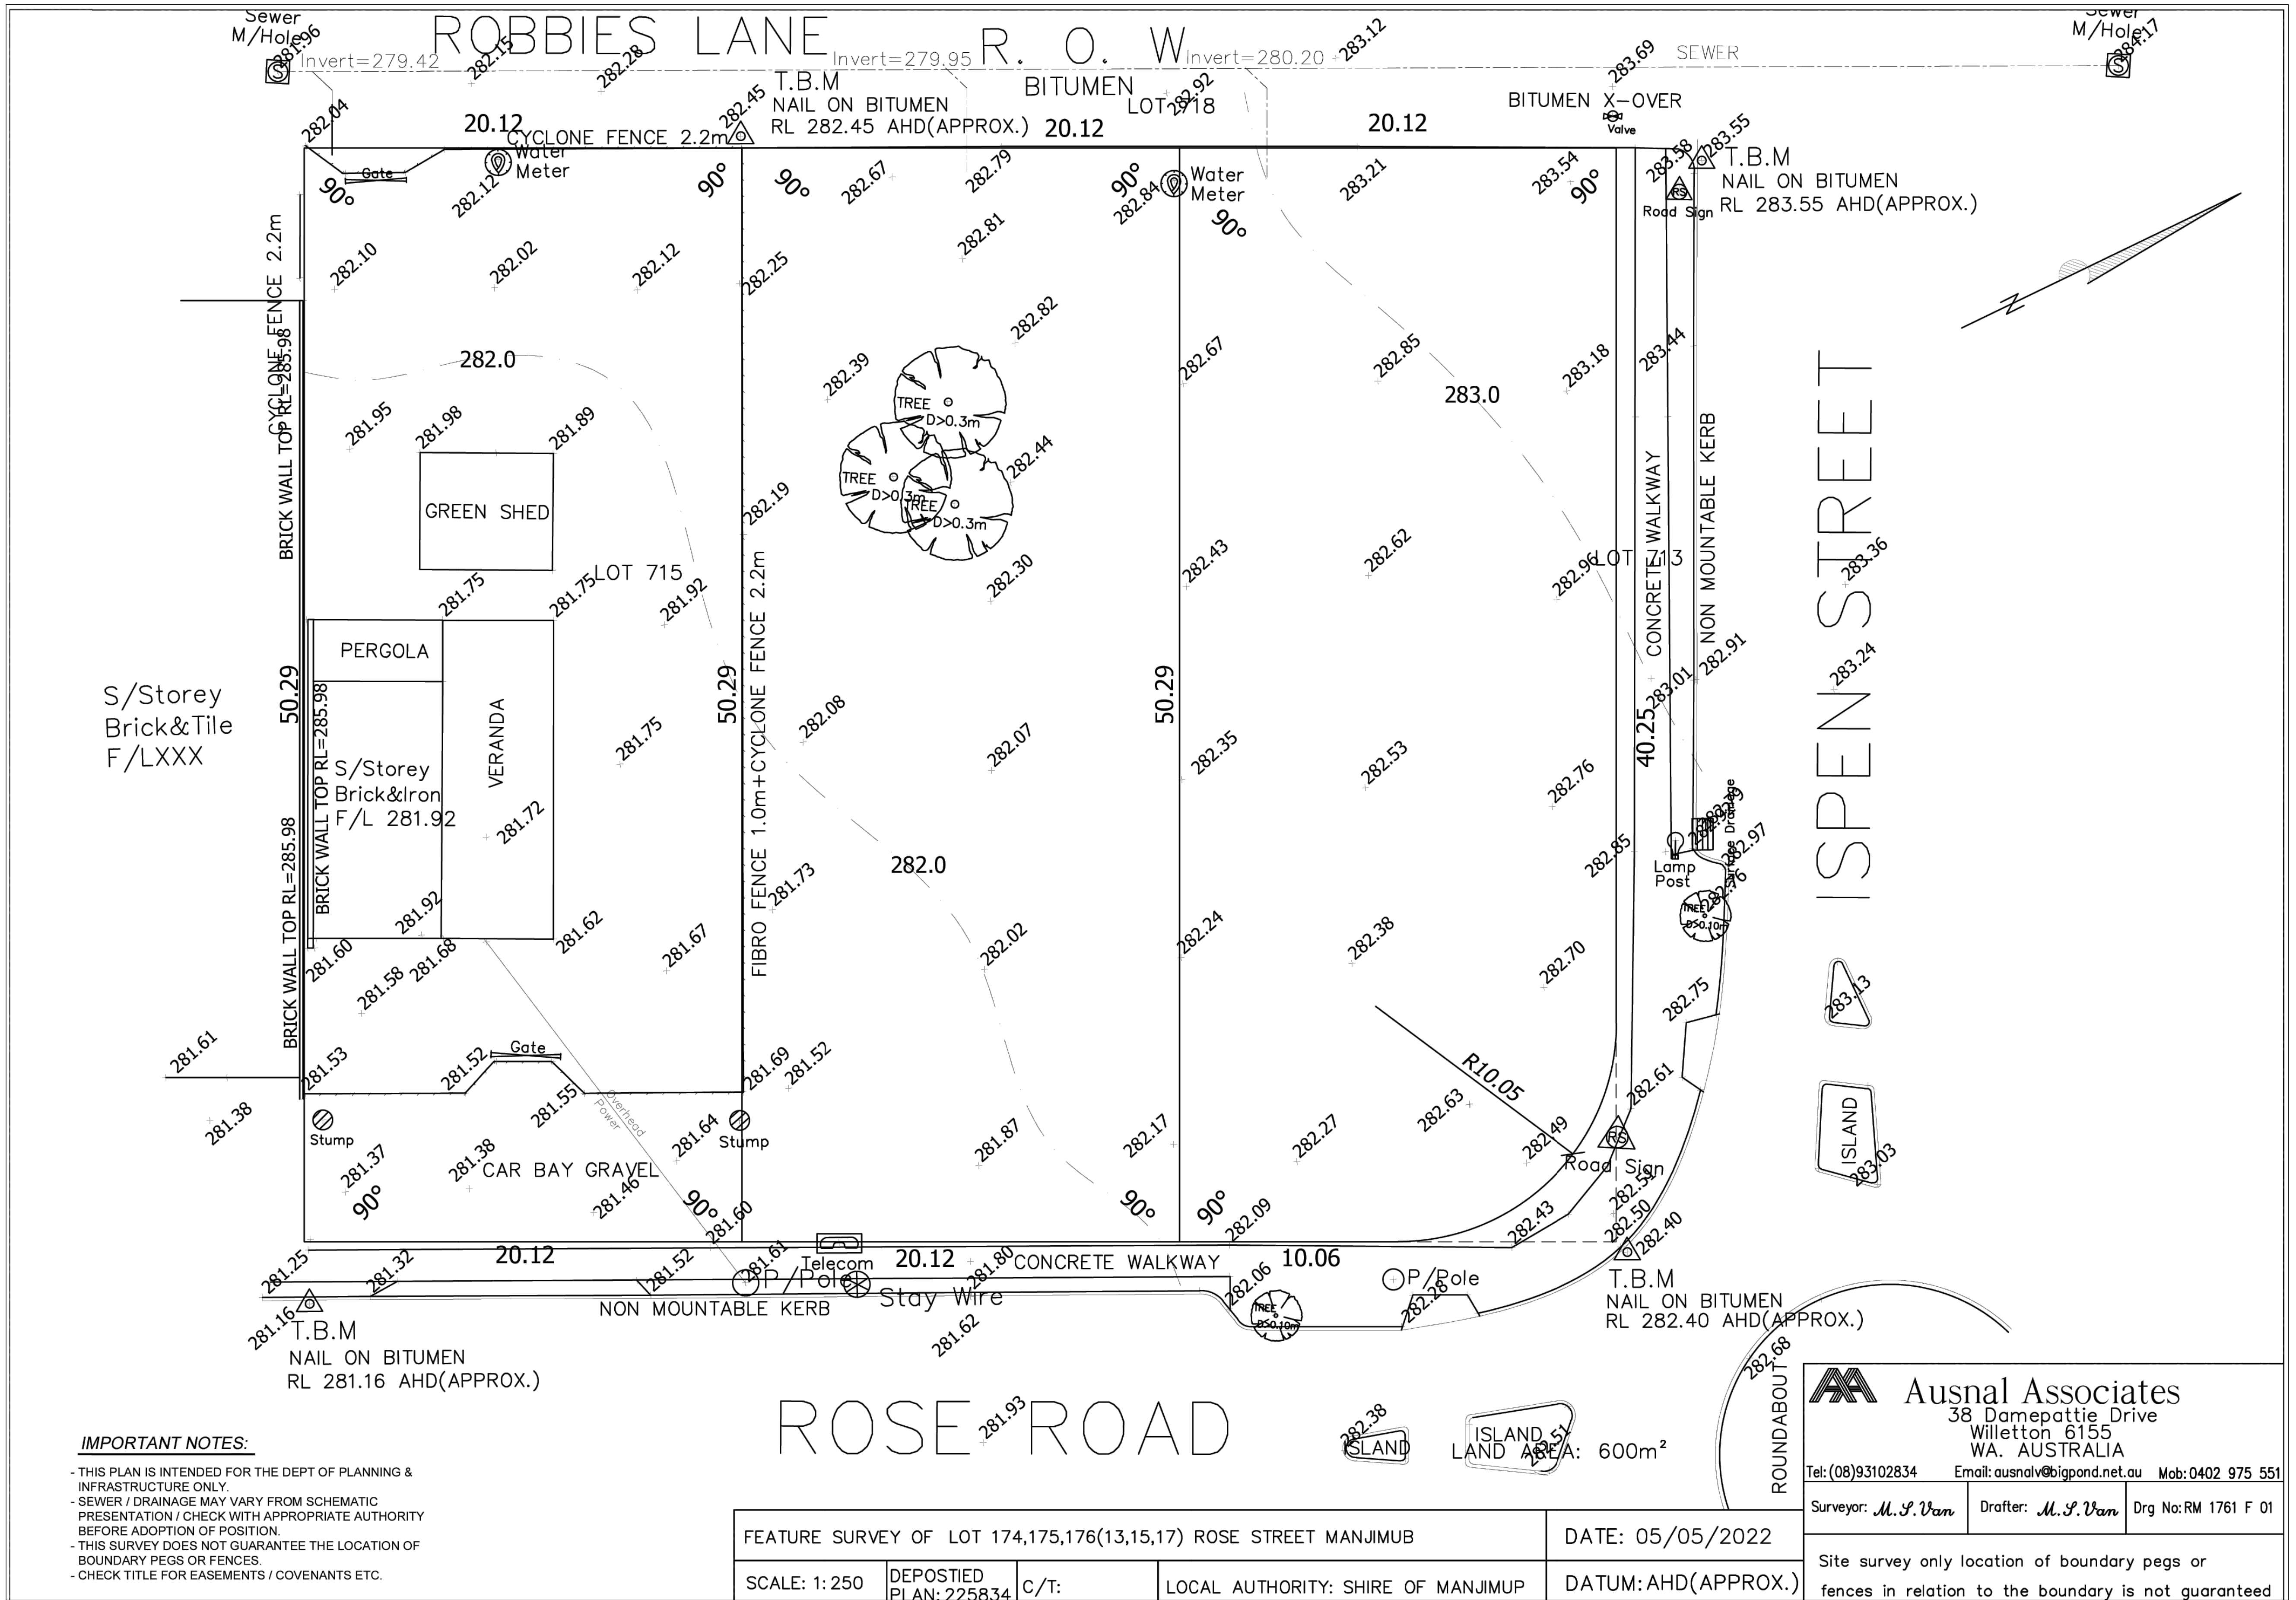 Sewer
M/Hole
281.96
ROBBIES LANE
R. O. W
BITUMEN
Invert=279.42
282.15
282.28
Invert=279.95
Invert=280.20
283.12
283.69
SEWER
Sewer
M/Hole
284.17
282.04
20.12
CYCLONE FENCE 2.2m
282.45
T.B.M
NAIL ON BITUMEN
RL 282.45 AHD(APPROX.)
20.12
LOT 718
282.92
20.12
BITUMEN X-OVER
Valve
283.58
283.55
T.B.M
NAIL ON BITUMEN
RL 283.55 AHD(APPROX.)
Gate
90°
Water
Meter
282.12
90°
90°
282.67
282.79
90°
282.84
Water
Meter
90°
283.21
283.54
90°
RS
Road Sign
CYCLONE FENCE 2.2m
282.10
282.02
282.12
282.25
282.81
N
282.82
BRICK WALL TOP RL=285.98
282.0
282.39
282.67
282.85
283.18
283.44
283.0
TREE
D>0.3m
TREE
D>0.3m
TREE
D>0.3m
281.95
281.98
281.89
282.44
282.19
GREEN SHED
LOT 715
281.75
281.75
281.92
282.30
282.43
282.62
282.96
LOT 713
CONCRETE WALKWAY
NON MOUNTABLE KERB
ISPEN STREET
283.36
283.24
FIBRO FENCE 1.0m+CYCLONE FENCE 2.2m
S/Storey
Brick&Tile
F/LXXX
50.29
PERGOLA
VERANDA
BRICK WALL TOP RL=285.98
S/Storey
Brick&Iron
F/L 281.92
281.75
281.72
50.29
282.08
282.07
50.29
282.35
282.53
282.76
40.25
283.01
282.91
282.97
282.85
Lamp
Post
282.76
TREE
D>0.10m
BRICK WALL TOP RL=285.98
281.92
281.60
281.58
281.68
281.62
281.67
281.73
282.0
282.02
282.24
282.38
282.70
282.75
283.13
281.61
281.38
281.53
281.52
Gate
281.55
281.69
281.52
R10.05
282.61
Stump
Overhead
Power
281.64
Stump
281.87
282.17
282.27
282.63
282.49
RS
Road Sign
ISLAND
283.03
281.37
90°
281.38
CAR BAY GRAVEL
281.46
90°
281.60
90°
90°
282.09
282.43
282.51
282.50
282.40
281.25
281.32
20.12
281.52
281.61
P/Pole
Telecom
20.12
281.80
CONCRETE WALKWAY
10.06
Stay Wire
282.06
TREE
D>0.10m
P/Pole
282.28
NON MOUNTABLE KERB
281.62
281.16
T.B.M
NAIL ON BITUMEN
RL 281.16 AHD(APPROX.)
T.B.M
NAIL ON BITUMEN
RL 282.40 AHD(APPROX.)
282.68
ROUNDABOUT
ROSE ROAD
281.93
282.38
ISLAND
ISLAND
282.51
LAND AREA: 600m²
IMPORTANT NOTES:
- THIS PLAN IS INTENDED FOR THE DEPT OF PLANNING &
INFRASTRUCTURE ONLY.
- SEWER / DRAINAGE MAY VARY FROM SCHEMATIC
PRESENTATION / CHECK WITH APPROPRIATE AUTHORITY
BEFORE ADOPTION OF POSITION.
- THIS SURVEY DOES NOT GUARANTEE THE LOCATION OF
BOUNDARY PEGS OR FENCES.
- CHECK TITLE FOR EASEMENTS / COVENANTS ETC.
FEATURE SURVEY OF LOT 174,175,176(13,15,17) ROSE STREET MANJIMUB
DATE: 05/05/2022
SCALE: 1:250
DEPOSTIED
PLAN: 225834
C/T:
LOCAL AUTHORITY: SHIRE OF MANJIMUP
DATUM:AHD(APPROX.)
Ausnal Associates
38 Damepattie Drive
Willetton 6155
WA. AUSTRALIA
Tel:(08)93102834
Email:ausnalv@bigpond.net.au
Mob:0402 975 551
Surveyor: M.S.Van
Drafter: M.S.Van
Drg No:RM 1761 F 01
Site survey only location of boundary pegs or
fences in relation to the boundary is not guaranteed